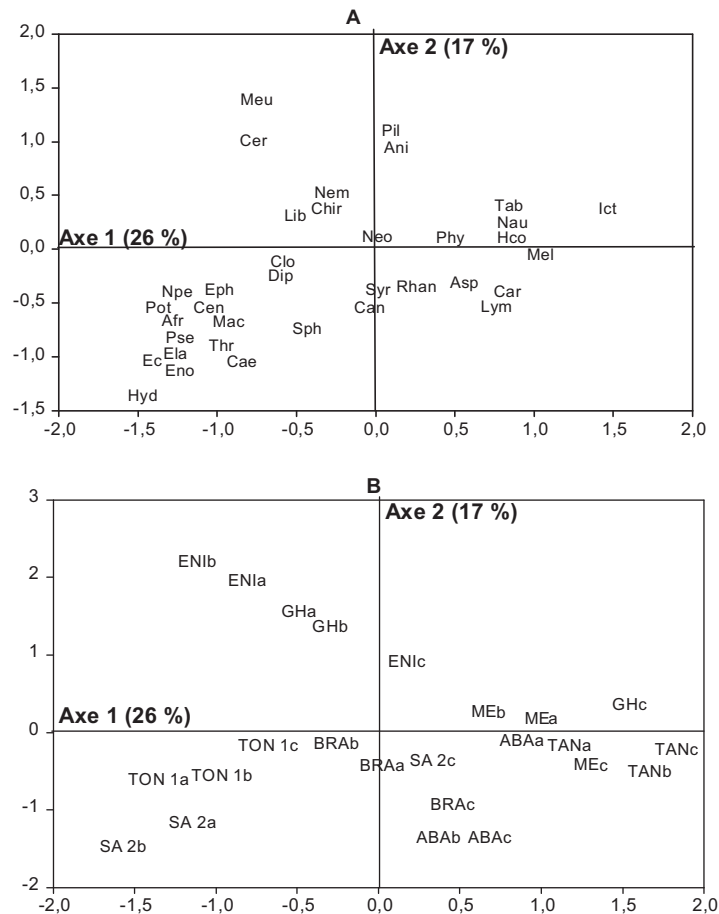 A
2,0
Axe 2 (17 %)
1,5
Meu
Pil
1,0
Cer
Ani
0,5
Nem
Tab
Lib
Chir
Nau
Ict
Axe 1 (26 %)
Neo
Phy
Hco
0,0
Mel
Clo
Dip
Npe
Eph
Syr
Rhan
Asp
Car
-0,5
Pot
Cen
Can
Lym
Afr
Mac
Sph
Pse
Thr
-1,0
Ec
Ela
Cae
Eno
Hyd
-1,5
-2,0 -1,5 -1,0 -0,5 0,0 0,5 1,0 1,5 2,0
B
3
Axe 2 (17 %)
ENIb
2
ENIa
GHa
GHb
1
ENIc
Axe 1 (26 %)
MEb
MEa
GHc
0
TON 1c
BRAb
ABAa
TANa
TANc
TON 1a
TON 1b
BRAa
SA 2c
MEc
TANb
-1
BRAc
SA 2a
SA 2b
ABAb
ABAc
-2
-2,0 -1,5 -1,0 -0,5 0,0 0,5 1,0 1,5 2,0